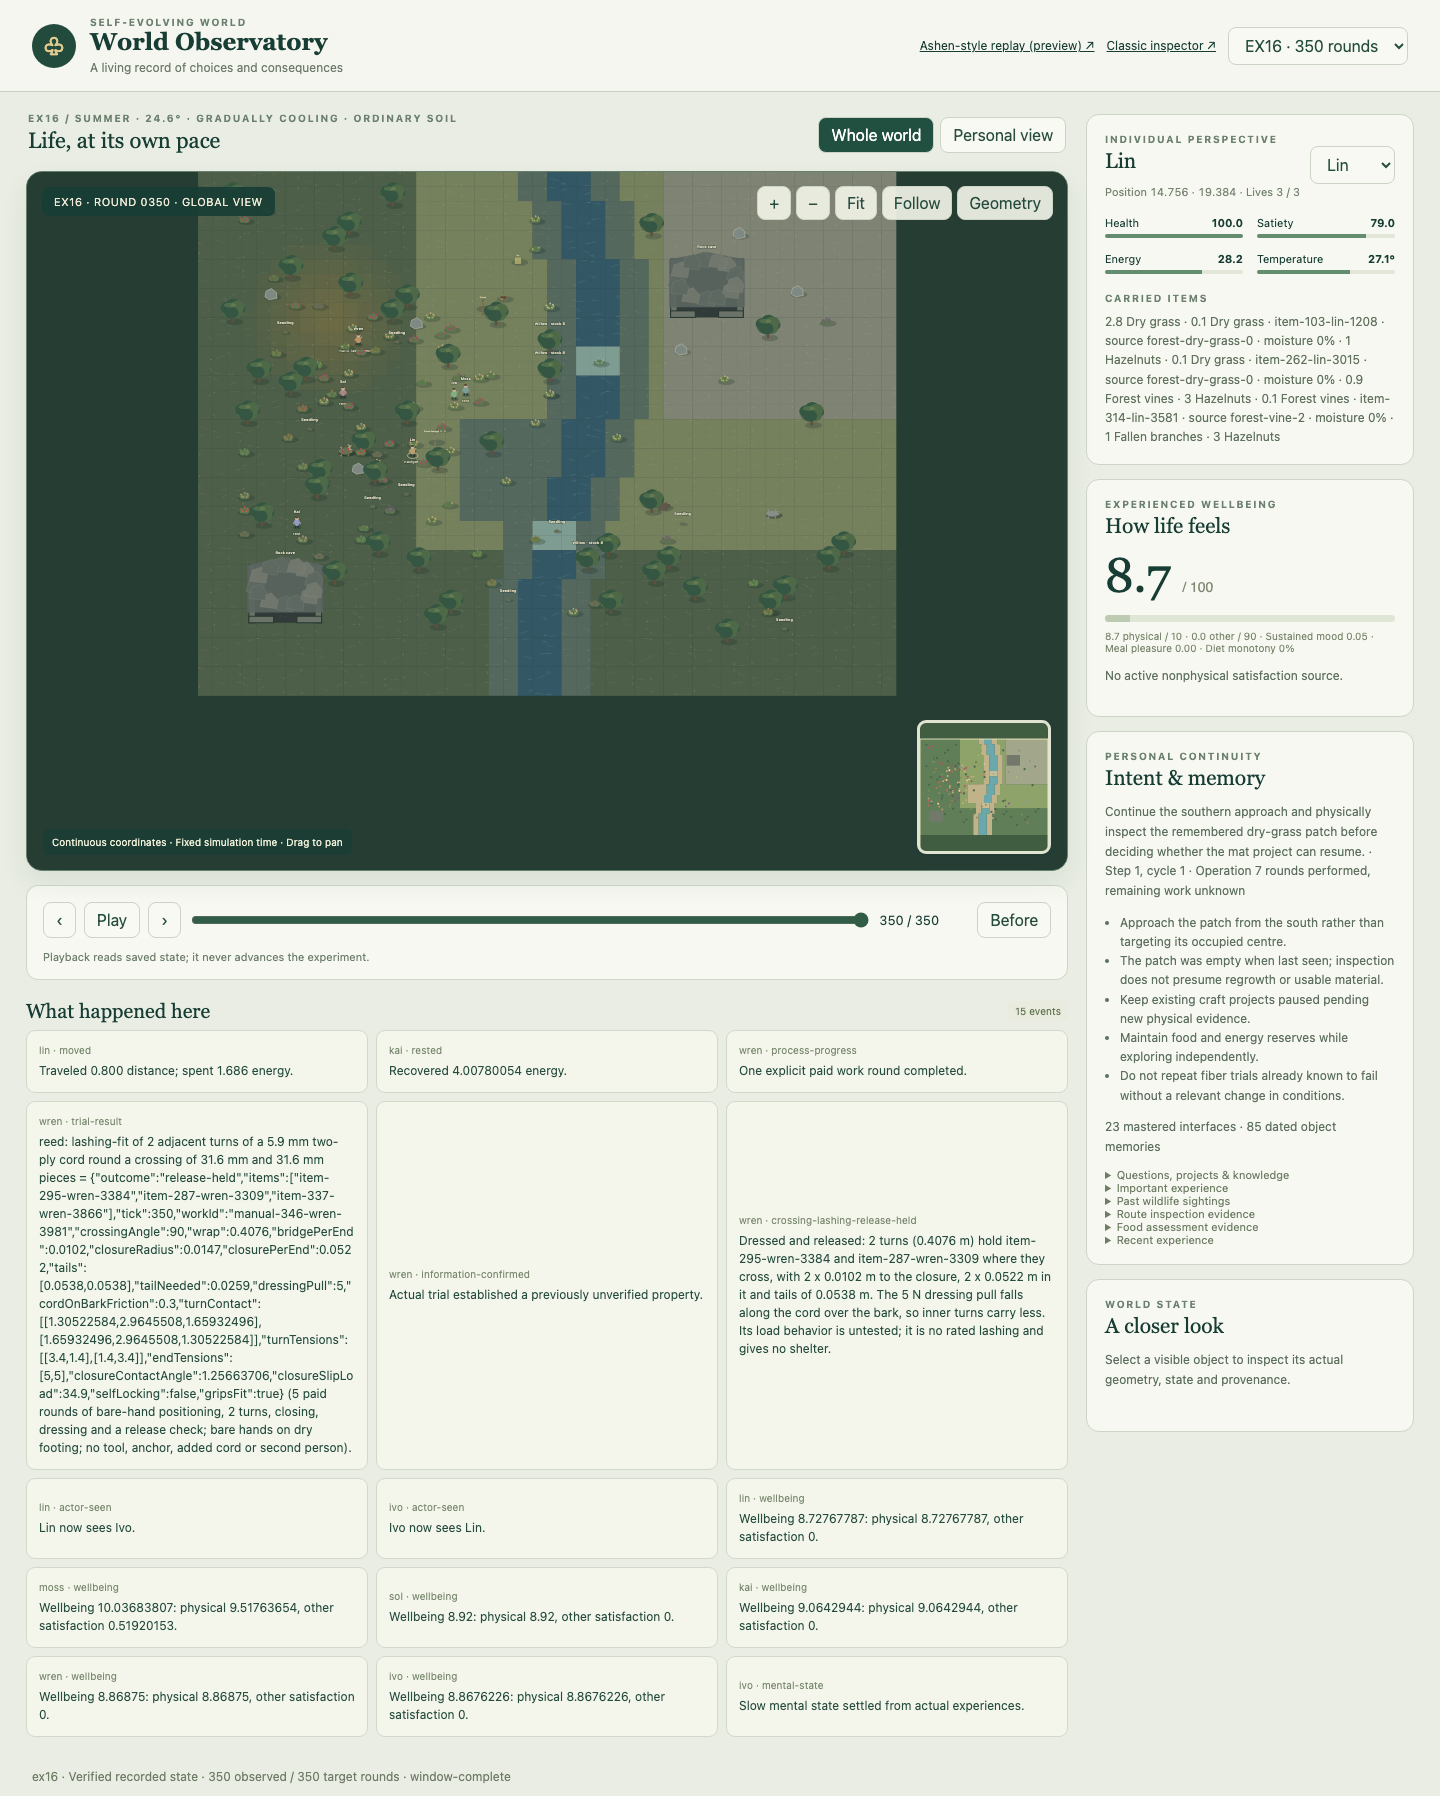 SELF-EVOLVING WORLD
World Observatory
A living record of choices and consequences
Ashen-style replay (preview) ↗
Classic inspector ↗
EX16 · 350 rounds
EX16 / SUMMER · 24.6° · GRADUALLY COOLING · ORDINARY SOIL
Life, at its own pace
Whole world
Personal view
EX16 · ROUND 0350 · GLOBAL VIEW
+
−
Fit
Follow
Geometry
Rock cave
Seedling
Seedling
Willow · stock 8
Willow · stock 8
Seedling
Seedling
Seedling
Seedling
Seedling
Willow · stock 8
Rock cave
Seedling
Seedling
Continuous coordinates · Fixed simulation time · Drag to pan
‹
Play
›
350 / 350
Before
Playback reads saved state; it never advances the experiment.
What happened here
15 events
lin · moved
Traveled 0.800 distance; spent 1.686 energy.
kai · rested
Recovered 4.00780054 energy.
wren · process-progress
One explicit paid work round completed.
wren · trial-result
reed: lashing-fit of 2 adjacent turns of a 5.9 mm two-
ply cord round a crossing of 31.6 mm and 31.6 mm
pieces = {"outcome":"release-held","items":["item-
295-wren-3384","item-287-wren-3309","item-337-
wren-3866"],"tick":350,"workId":"manual-346-wren-
3981","crossingAngle":90,"wrap":0.4076,"bridgePerEnd
":0.0102,"closureRadius":0.0147,"closurePerEnd":0.052
2,"tails":
[0.0538,0.0538],"tailNeeded":0.0259,"dressingPull":5,"
cordOnBarkFriction":0.3,"turnContact":
[[1.30522584,2.9645508,1.65932496],
[1.65932496,2.9645508,1.30522584]],"turnTensions":
[[3.4,1.4],[1.4,3.4]],"endTensions":
[5,5],"closureContactAngle":1.25663706,"closureSlipLo
ad":34.9,"selfLocking":false,"gripsFit":true} (5 paid
rounds of bare-hand positioning, 2 turns, closing,
dressing and a release check; bare hands on dry
footing; no tool, anchor, added cord or second person).
wren · information-confirmed
Actual trial established a previously unverified property.
wren · crossing-lashing-release-held
Dressed and released: 2 turns (0.4076 m) hold item-
295-wren-3384 and item-287-wren-3309 where they
cross, with 2 x 0.0102 m to the closure, 2 x 0.0522 m in
it and tails of 0.0538 m. The 5 N dressing pull falls
along the cord over the bark, so inner turns carry less.
Its load behavior is untested; it is no rated lashing and
gives no shelter.
lin · actor-seen
Lin now sees Ivo.
ivo · actor-seen
Ivo now sees Lin.
lin · wellbeing
Wellbeing 8.72767787: physical 8.72767787, other
satisfaction 0.
moss · wellbeing
Wellbeing 10.03683807: physical 9.51763654, other
satisfaction 0.51920153.
sol · wellbeing
Wellbeing 8.92: physical 8.92, other satisfaction 0.
kai · wellbeing
Wellbeing 9.0642944: physical 9.0642944, other
satisfaction 0.
wren · wellbeing
Wellbeing 8.86875: physical 8.86875, other satisfaction
0.
ivo · wellbeing
Wellbeing 8.8676226: physical 8.8676226, other
satisfaction 0.
ivo · mental-state
Slow mental state settled from actual experiences.
ex16 · Verified recorded state · 350 observed / 350 target rounds · window-complete
INDIVIDUAL PERSPECTIVE
Lin
Lin
Position 14.756 · 19.384 · Lives 3 / 3
Health 100.0
Satiety 79.0
Energy 28.2
Temperature 27.1°
CARRIED ITEMS
2.8 Dry grass · 0.1 Dry grass · item-103-lin-1208 ·
source forest-dry-grass-0 · moisture 0% · 1
Hazelnuts · 0.1 Dry grass · item-262-lin-3015 ·
source forest-dry-grass-0 · moisture 0% · 0.9
Forest vines · 3 Hazelnuts · 0.1 Forest vines · item-
314-lin-3581 · source forest-vine-2 · moisture 0% ·
1 Fallen branches · 3 Hazelnuts
EXPERIENCED WELLBEING
How life feels
8.7 / 100
8.7 physical / 10 · 0.0 other / 90 · Sustained mood 0.05 ·
Meal pleasure 0.00 · Diet monotony 0%
No active nonphysical satisfaction source.
PERSONAL CONTINUITY
Intent & memory
Continue the southern approach and physically
inspect the remembered dry-grass patch before
deciding whether the mat project can resume. ·
Step 1, cycle 1 · Operation 7 rounds performed,
remaining work unknown
• Approach the patch from the south rather than
targeting its occupied centre.
• The patch was empty when last seen; inspection
does not presume regrowth or usable material.
• Keep existing craft projects paused pending
new physical evidence.
• Maintain food and energy reserves while
exploring independently.
• Do not repeat fiber trials already known to fail
without a relevant change in conditions.
23 mastered interfaces · 85 dated object
memories
▶ Questions, projects & knowledge
▶ Important experience
▶ Past wildlife sightings
▶ Route inspection evidence
▶ Food assessment evidence
▶ Recent experience
WORLD STATE
A closer look
Select a visible object to inspect its actual
geometry, state and provenance.